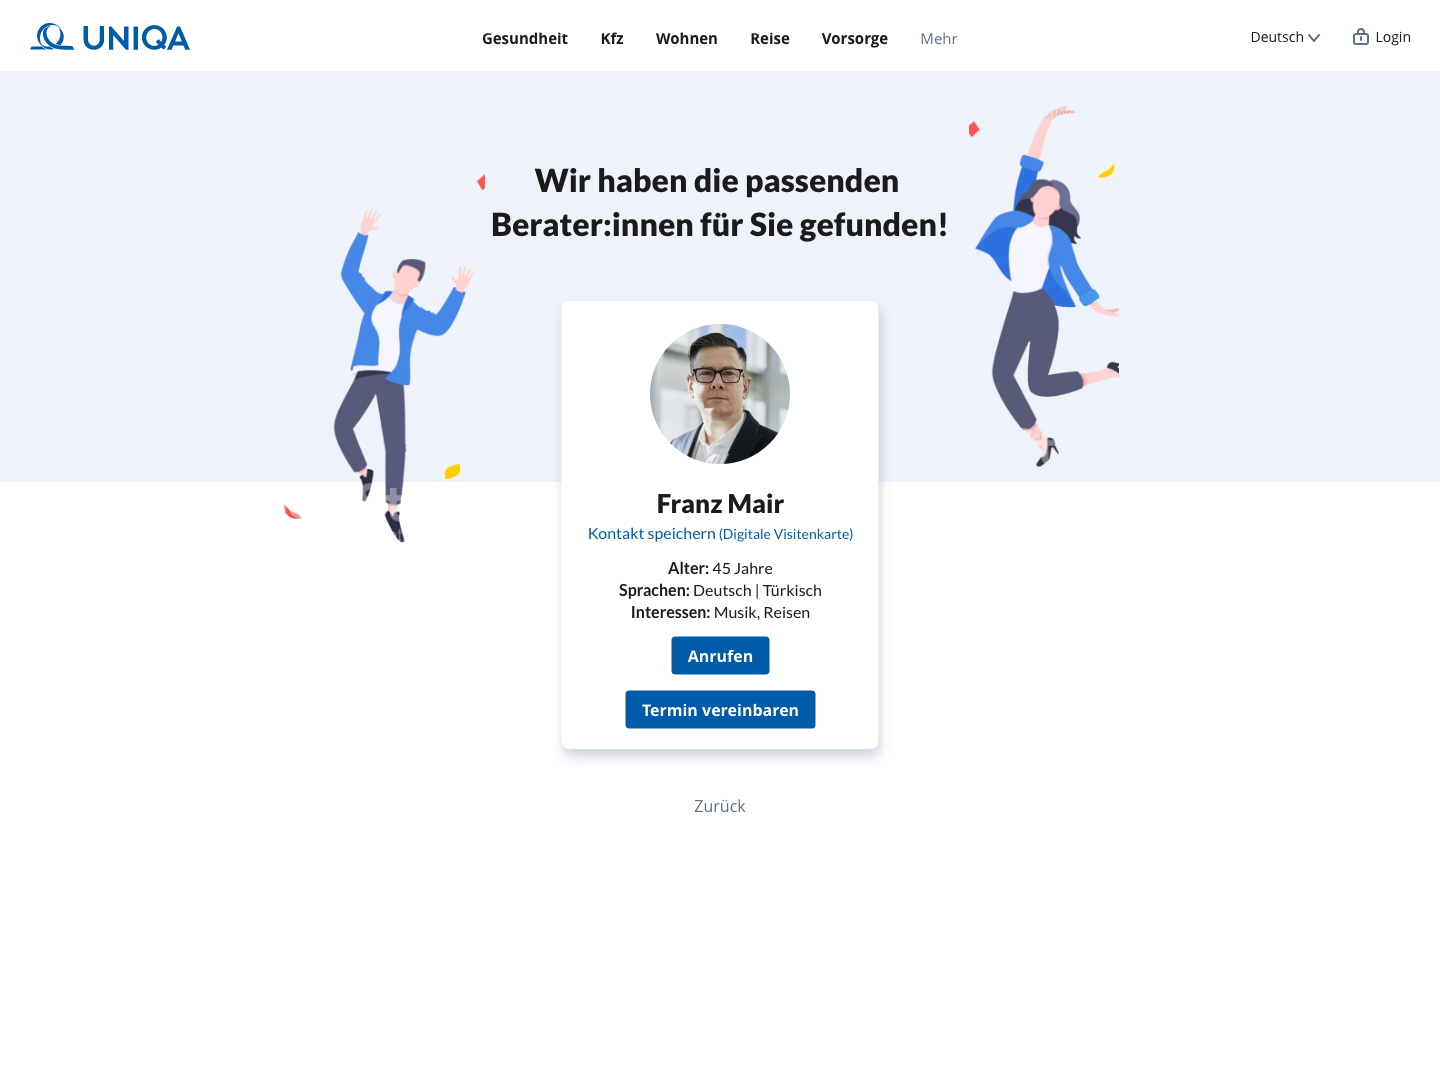 UNIQA
Gesundheit Kfz Wohnen Reise Vorsorge Mehr
Deutsch Login
Wir haben die passenden
Berater:innen für Sie gefunden!
Franz Mair
Kontakt speichern (Digitale Visitenkarte)
Alter: 45 Jahre
Sprachen: Deutsch | Türkisch
Interessen: Musik, Reisen
Anrufen
Termin vereinbaren
Zurück